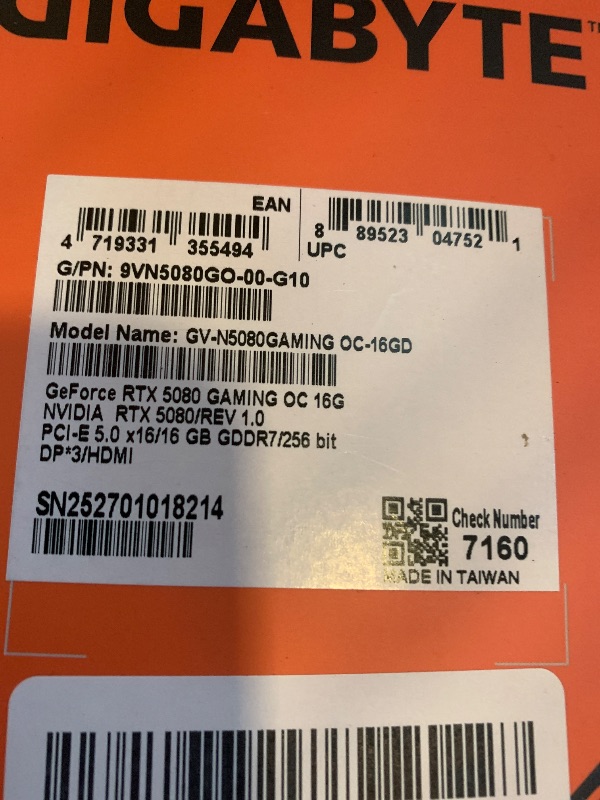 GIGABYTE™
EAN
4 719331 355494
8 89523 04752 1
UPC
G/PN: 9VN5080GO-00-G10
Model Name: GV-N5080GAMING OC-16GD
GeForce RTX 5080 GAMING OC 16G
NVIDIA RTX 5080/REV 1.0
PCI-E 5.0 x16/16 GB GDDR7/256 bit
DP*3/HDMI
SN252701018214
Check Number
7160
MADE IN TAIWAN